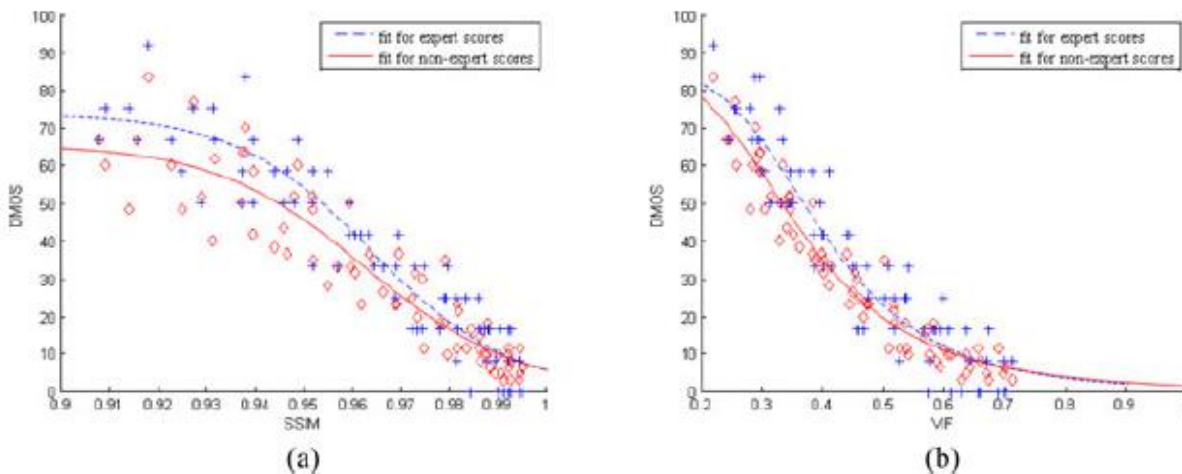 100
90
80
70
60
50
40
30
20
10
0
DMOS
0.9 0.91 0.92 0.93 0.94 0.95 0.96 0.97 0.98 0.99 1
SSIM
fit for expert scores
fit for non-expert scores
(a)
100
90
80
70
60
50
40
30
20
10
0
DMOS
0.2 0.3 0.4 0.5 0.6 0.7 0.8 0.9
VIF
fit for expert scores
fit for non-expert scores
(b)